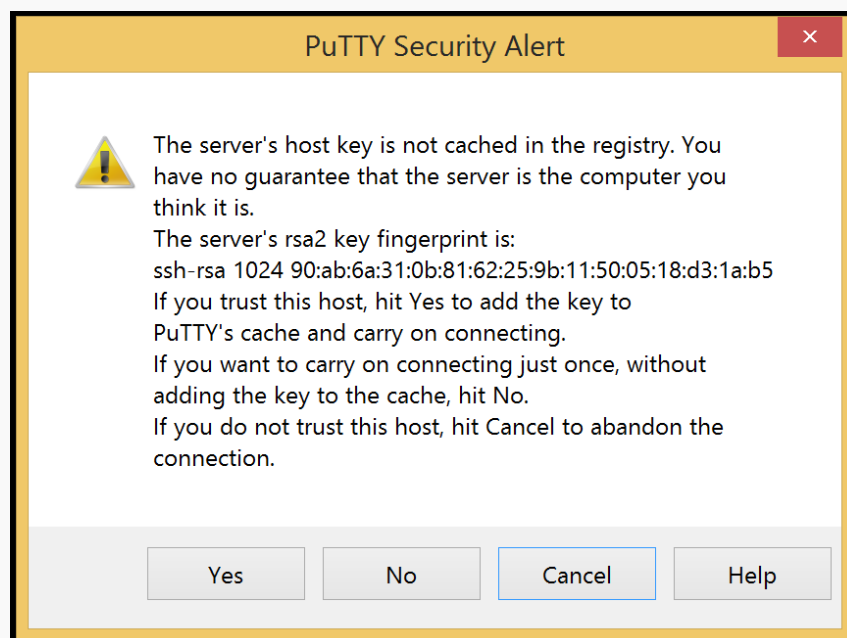 PuTTY Security Alert
The server's host key is not cached in the registry. You
have no guarantee that the server is the computer you
think it is.
The server's rsa2 key fingerprint is:
ssh-rsa 1024 90:ab:6a:31:0b:81:62:25:9b:11:50:05:18:d3:1a:b5
If you trust this host, hit Yes to add the key to
PuTTY's cache and carry on connecting.
If you want to carry on connecting just once, without
adding the key to the cache, hit No.
If you do not trust this host, hit Cancel to abandon the
connection.
Yes No Cancel Help